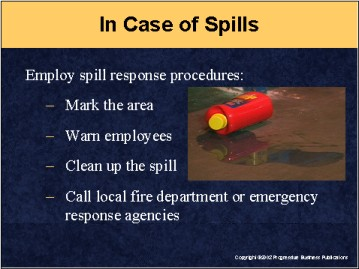 In Case of Spills
Employ spill response procedures:
– Mark the area
– Warn employees
– Clean up the spill
– Call local fire department or emergency
response agencies
Copyright ©2002 Progressive Business Publications